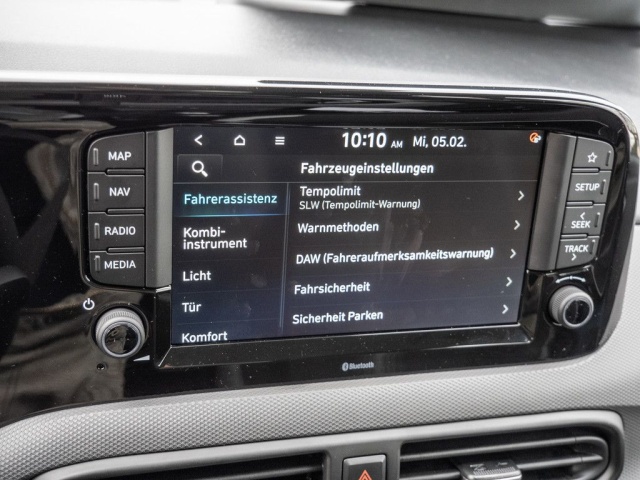 MAP
NAV
RADIO
MEDIA
10:10 AM Mi, 05.02.
Fahrzeugeinstellungen
Fahrerassistenz
Kombi-
instrument
Licht
Tür
Komfort
Tempolimit
SLW (Tempolimit-Warnung)
Warnmethoden
DAW (Fahreraufmerksamkeitswarnung)
Fahrsicherheit
Sicherheit Parken
SETUP
SEEK
TRACK
Bluetooth